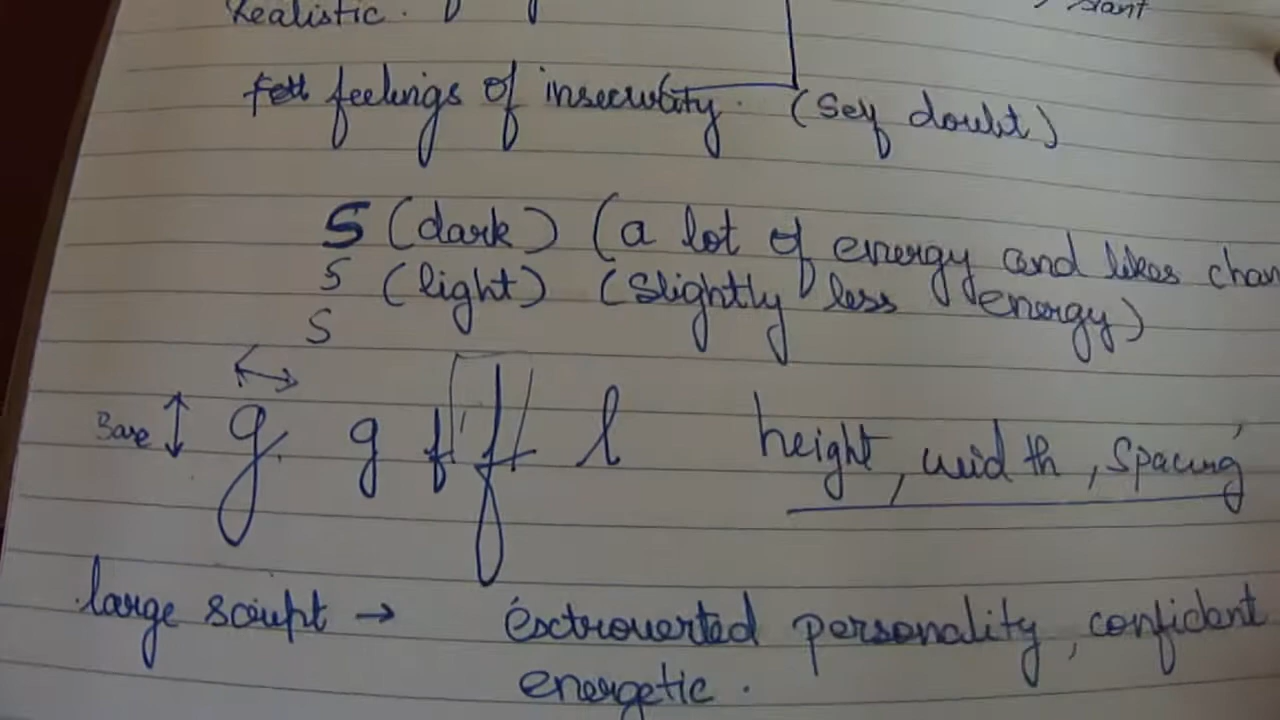 Realistic.
feelings of insecurity. (Self doubt)
S (dark) (a lot of energy and likes chan
S (light) (slightly less energy)
S
Base g. g f f l height, width, spacing
large script → extroverted personality, confident
energetic.